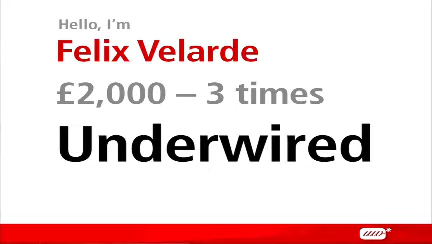 Hello, I'm
Felix Velarde
£2,000 – 3 times
Underwired